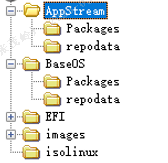 AppStream
Packages
repodata
BaseOS
Packages
repodata
EFI
images
isolinux